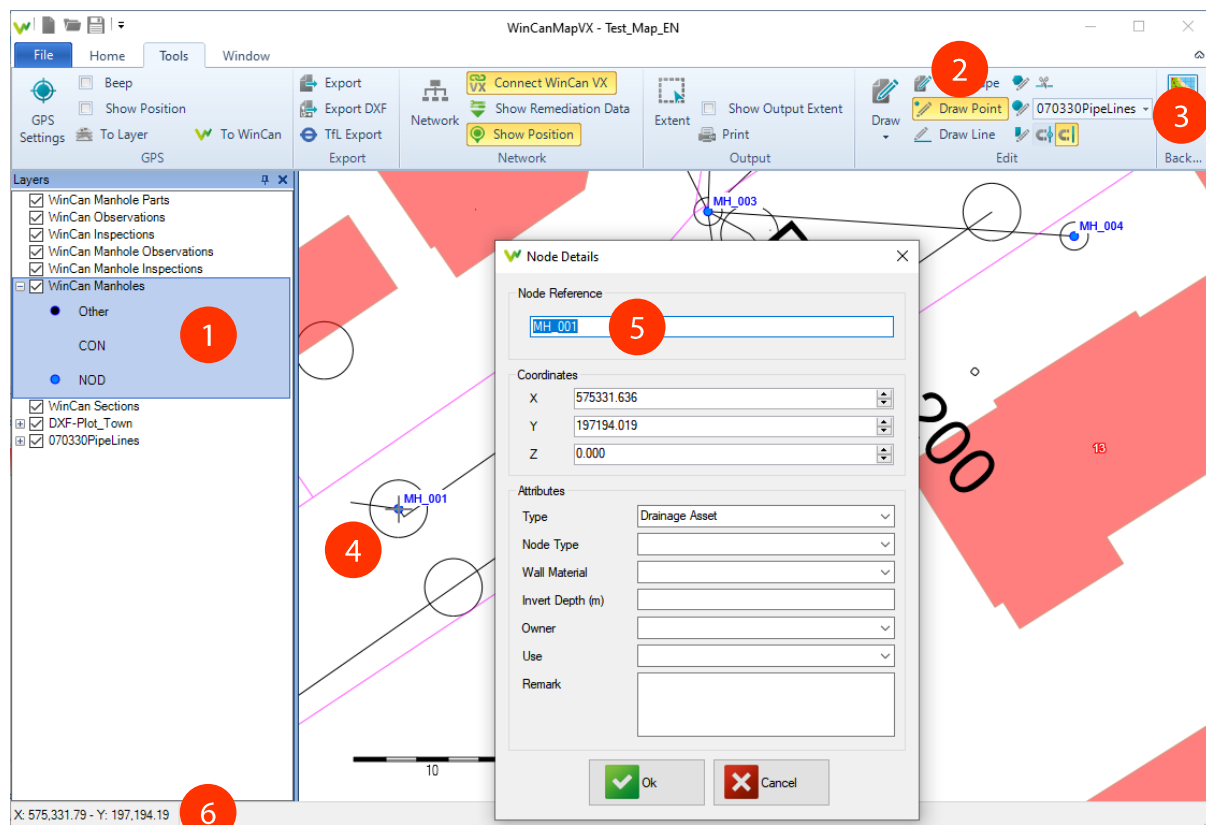 WinCanMapVX - Test_Map_EN
File Home Tools Window
GPS Settings
Beep
Show Position
To Layer To WinCan
GPS
Export
Export DXF
TfL Export
Export
Network
VX Connect WinCan VX
Show Remediation Data
Show Position
Network
Extent
Show Output Extent
Print
Output
Draw
2
Draw Point 070330PipeLines
Draw Line
Edit
3
Back...
Layers
WinCan Manhole Parts
WinCan Observations
WinCan Inspections
WinCan Manhole Observations
WinCan Manhole Inspections
WinCan Manholes
Other
1
CON
NOD
WinCan Sections
DXF-Plot_Town
070330PipeLines
MH_003
MH_004
MH_001
4
10
200
13
Node Details
Node Reference
MH_001
5
Coordinates
X 575331.636
Y 197194.019
Z 0.000
Attributes
Type Drainage Asset
Node Type
Wall Material
Invert Depth (m)
Owner
Use
Remark
Ok Cancel
X: 575,331.79 - Y: 197,194.19
6